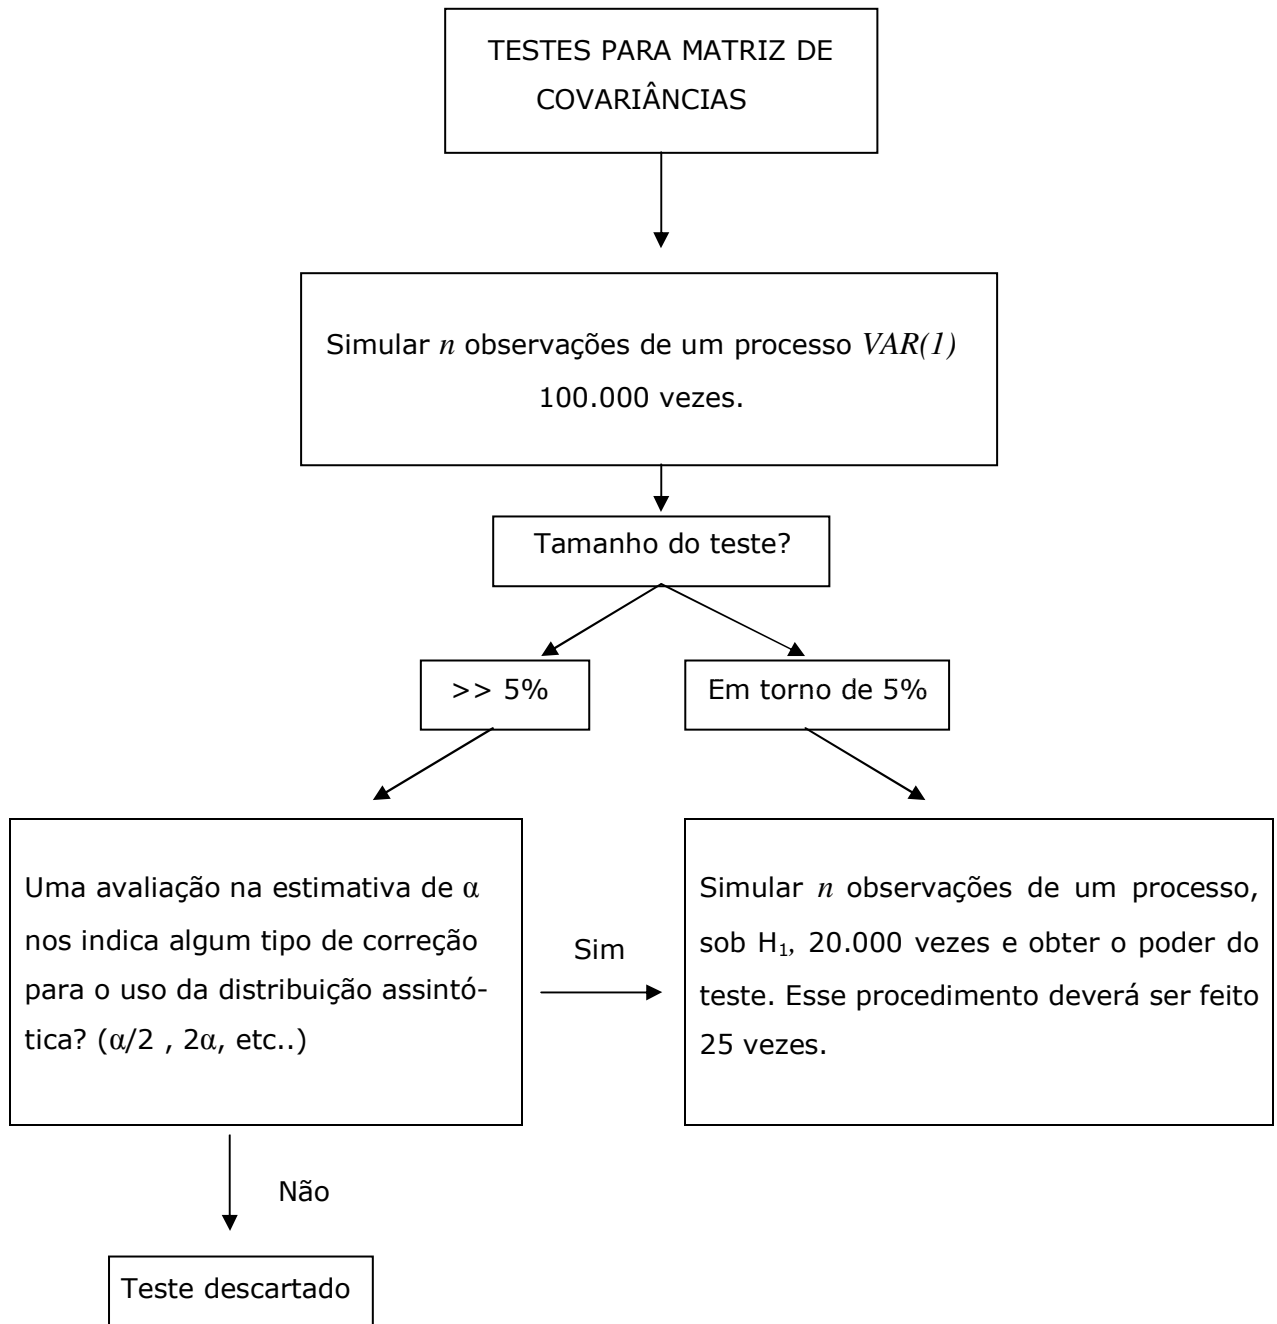 TESTES PARA MATRIZ DE
COVARIÂNCIAS
Simular n observações de um processo VAR(1)
100.000 vezes.
Tamanho do teste?
>> 5%
Em torno de 5%
Uma avaliação na estimativa de α
nos indica algum tipo de correção
para o uso da distribuição assintó-
tica? (α/2 , 2α, etc..)
Sim
Simular n observações de um processo,
sob H₁, 20.000 vezes e obter o poder do
teste. Esse procedimento deverá ser feito
25 vezes.
Não
Teste descartado